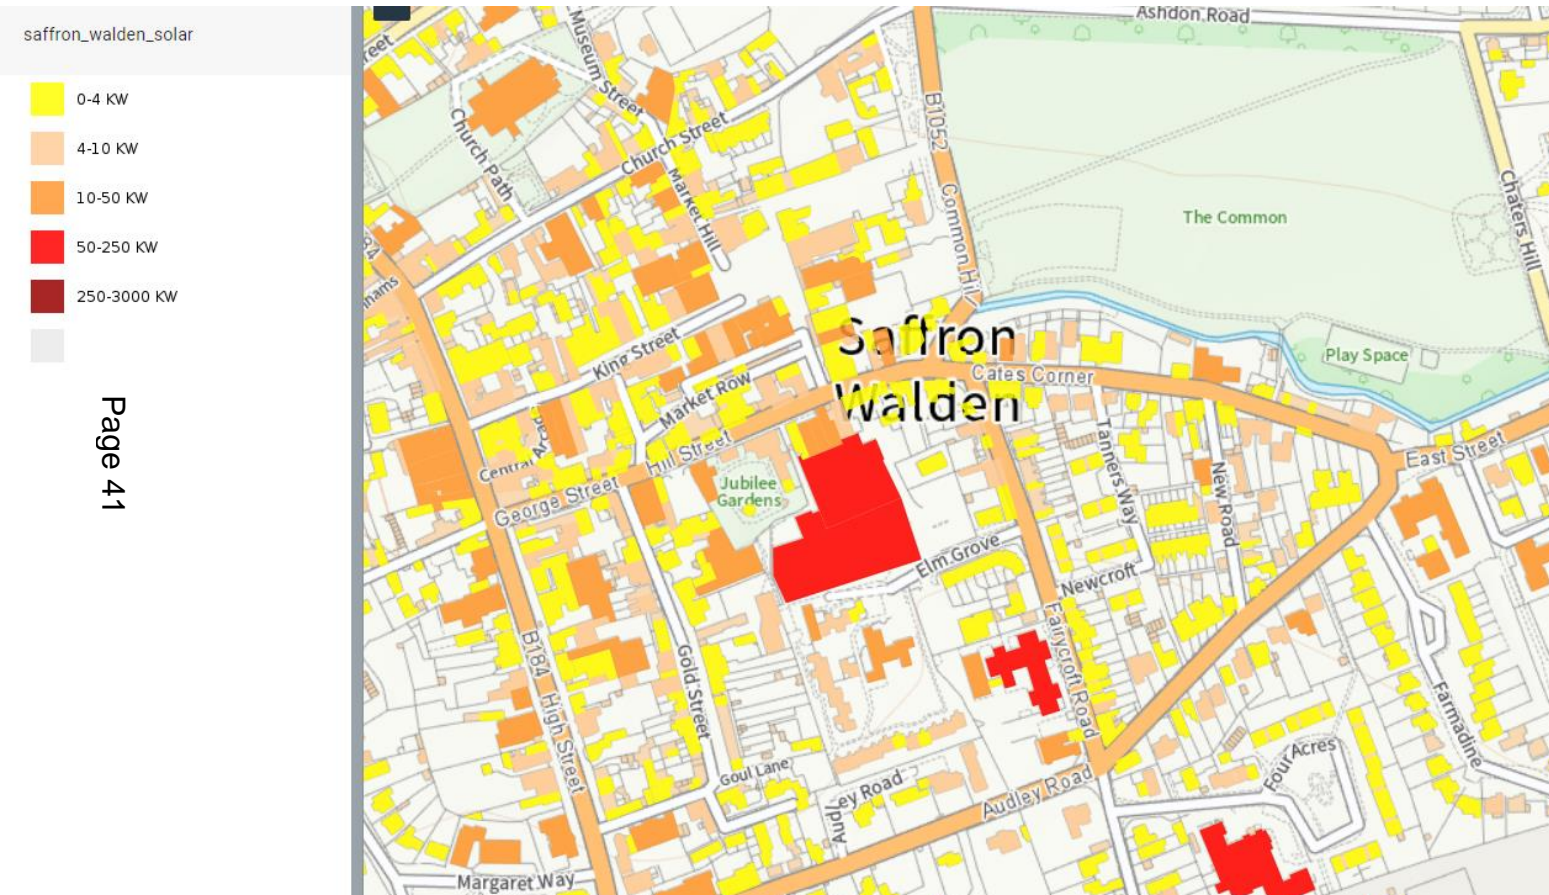 saffron_walden_solar
0-4 KW
4-10 KW
10-50 KW
50-250 KW
250-3000 KW
Page 41
Ashdon Road
Museum Street
Church Path
Church Street
Market Hill
B1052
Common Hill
The Common
Chaters Hill
Play Space
King Street
Market Row
Saffron
Walden
Cates Corner
Hill Street
George Street
Central Arcade
Jubilee
Gardens
Tanners Way
New Road
East Street
Elm Grove
Newcroft
Fairycroft Road
B184
High Street
Gold Street
Goul Lane
Audley Road
Audley Road
Four Acres
Farmadine
Margaret Way